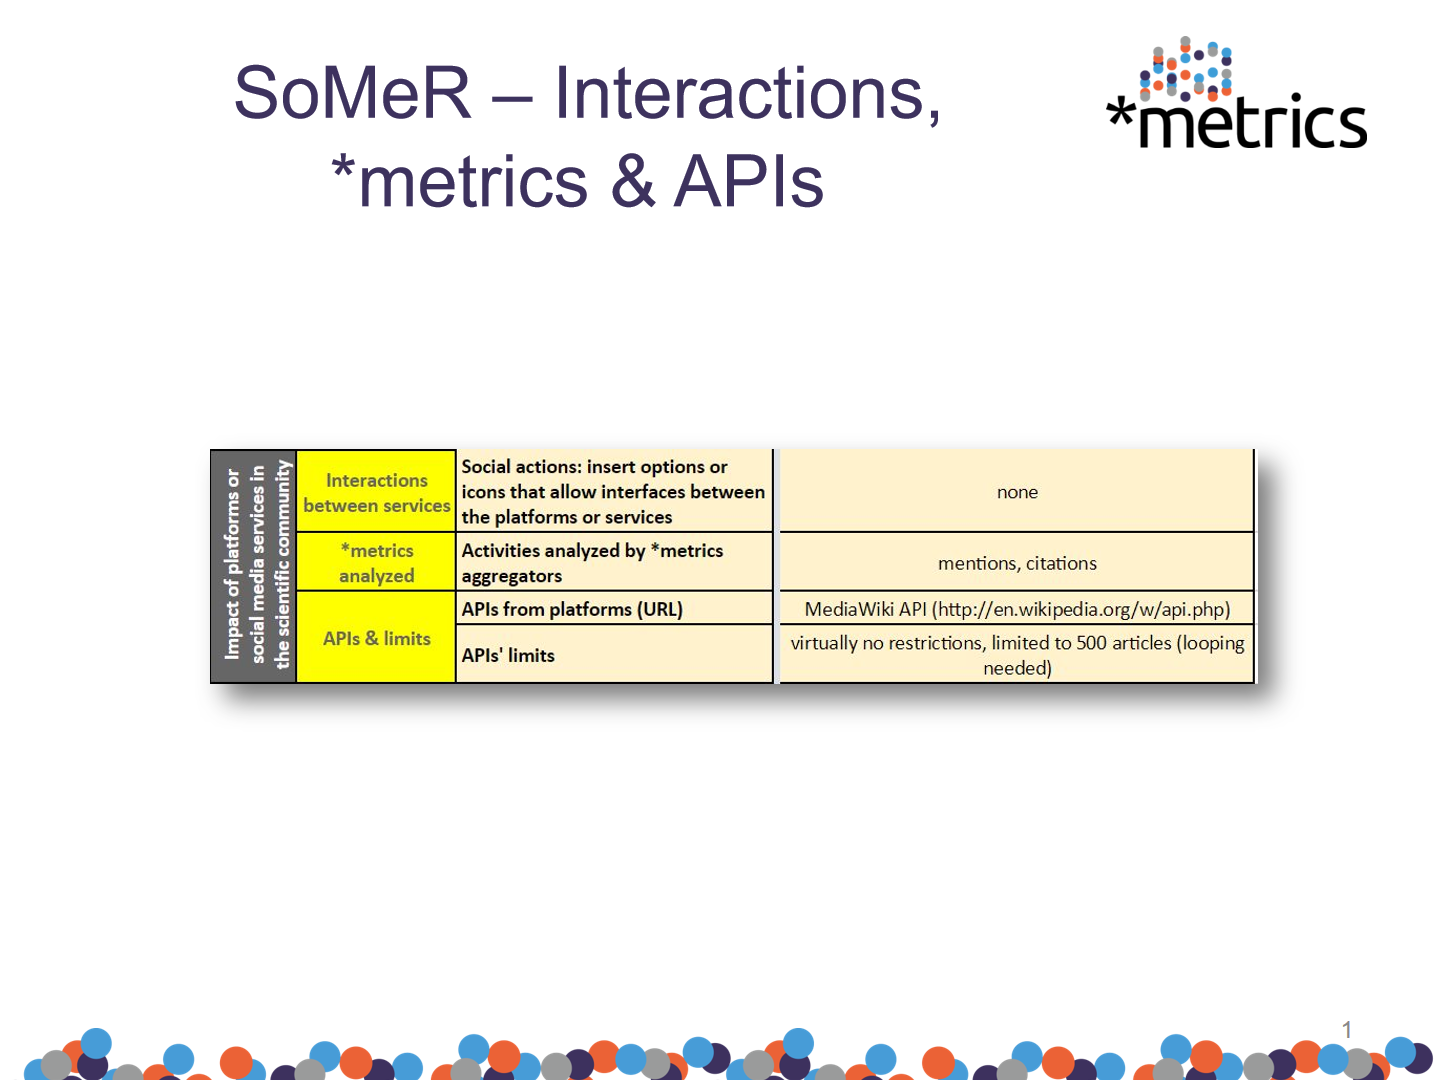 SoMeR – Interactions,
*metrics & APIs
*metrics
Impact of platforms or
social media services in
the scientific community
Interactions
between services
Social actions: insert options or
icons that allow interfaces between
the platforms or services
none
*metrics
analyzed
Activities analyzed by *metrics
aggregators
mentions, citations
APIs & limits
APIs from platforms (URL)
MediaWiki API (http://en.wikipedia.org/w/api.php)
APIs' limits
virtually no restrictions, limited to 500 articles (looping
needed)
1